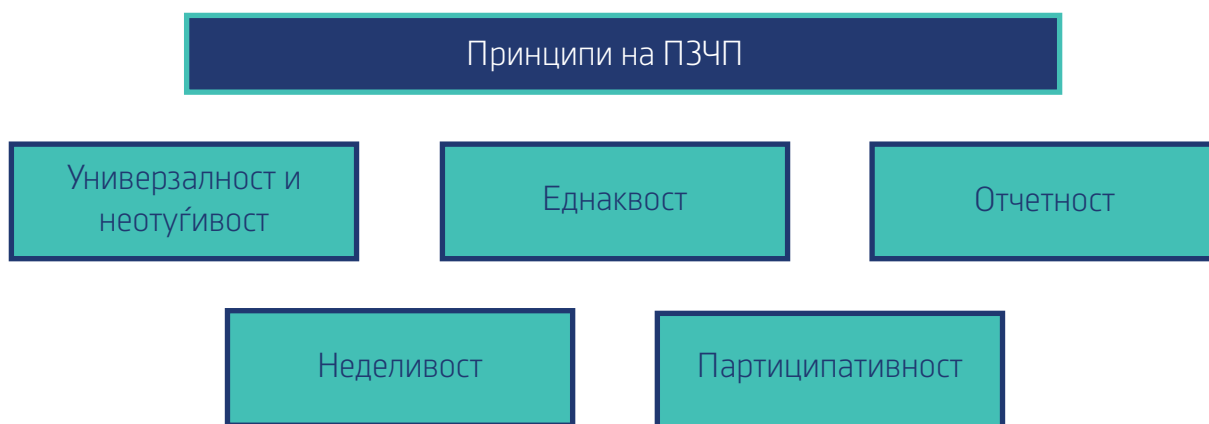 Принципи на ПЗЧП
Универзалност и
неотуѓивост
Еднаквост
Отчетност
Неделивост
Партиципативност